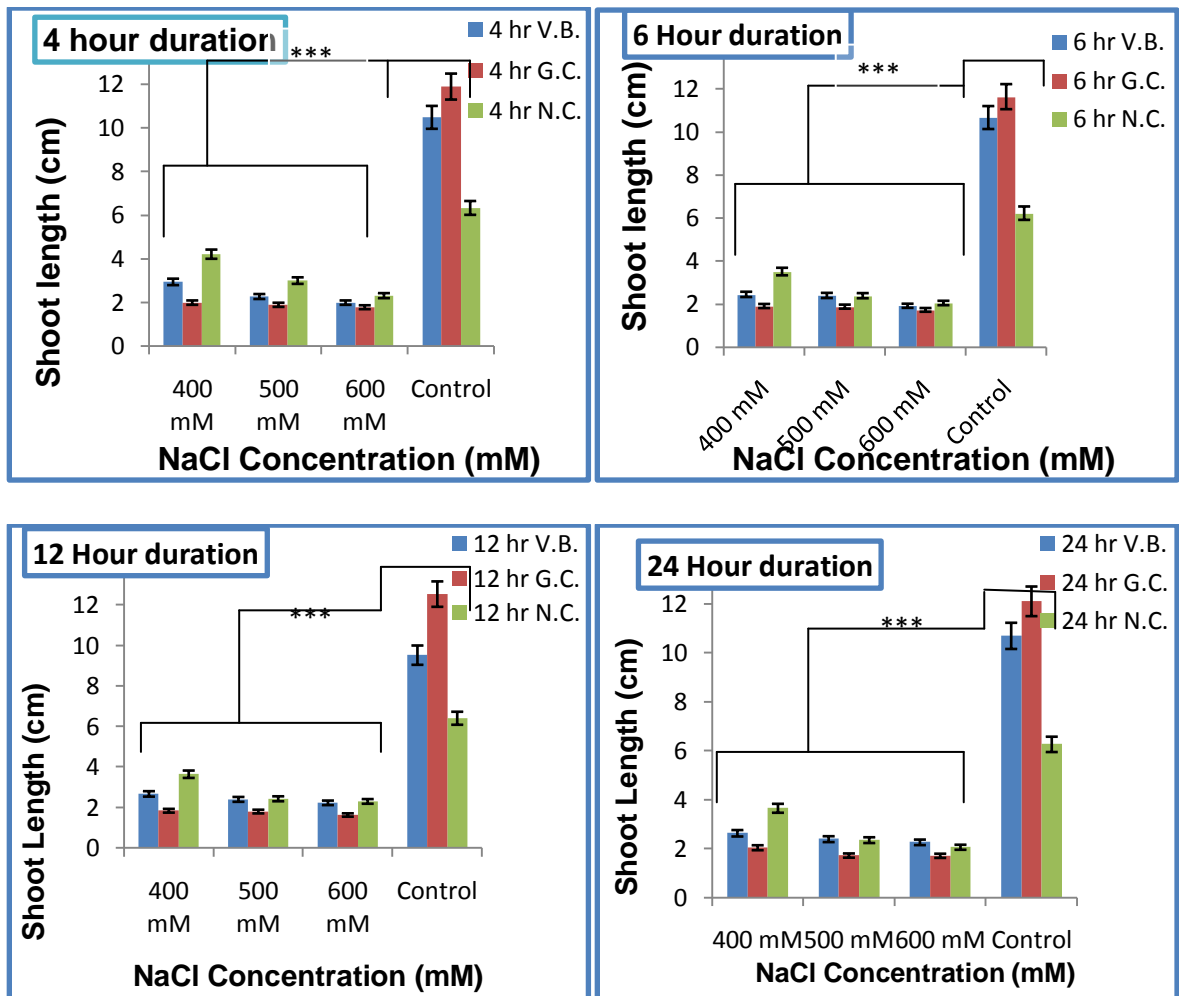 4 hour duration
***
4 hr V.B.
4 hr G.C.
4 hr N.C.
Shoot length (cm)
12
10
8
6
4
2
0
400 mM
500 mM
600 mM
Control
NaCl Concentration (mM)
6 Hour duration
***
6 hr V.B.
6 hr G.C.
6 hr N.C.
Shoot length (cm)
12
10
8
6
4
2
0
400 mM
500 mM
600 mM
Control
NaCl Concentration (mM)
12 Hour duration
***
12 hr V.B.
12 hr G.C.
12 hr N.C.
Shoot Length (cm)
12
10
8
6
4
2
0
400 mM
500 mM
600 mM
Control
NaCl Concentration (mM)
24 Hour duration
***
24 hr V.B.
24 hr G.C.
24 hr N.C.
Shoot Length (cm)
12
10
8
6
4
2
0
400 mM 500 mM 600 mM Control
NaCl Concentration (mM)